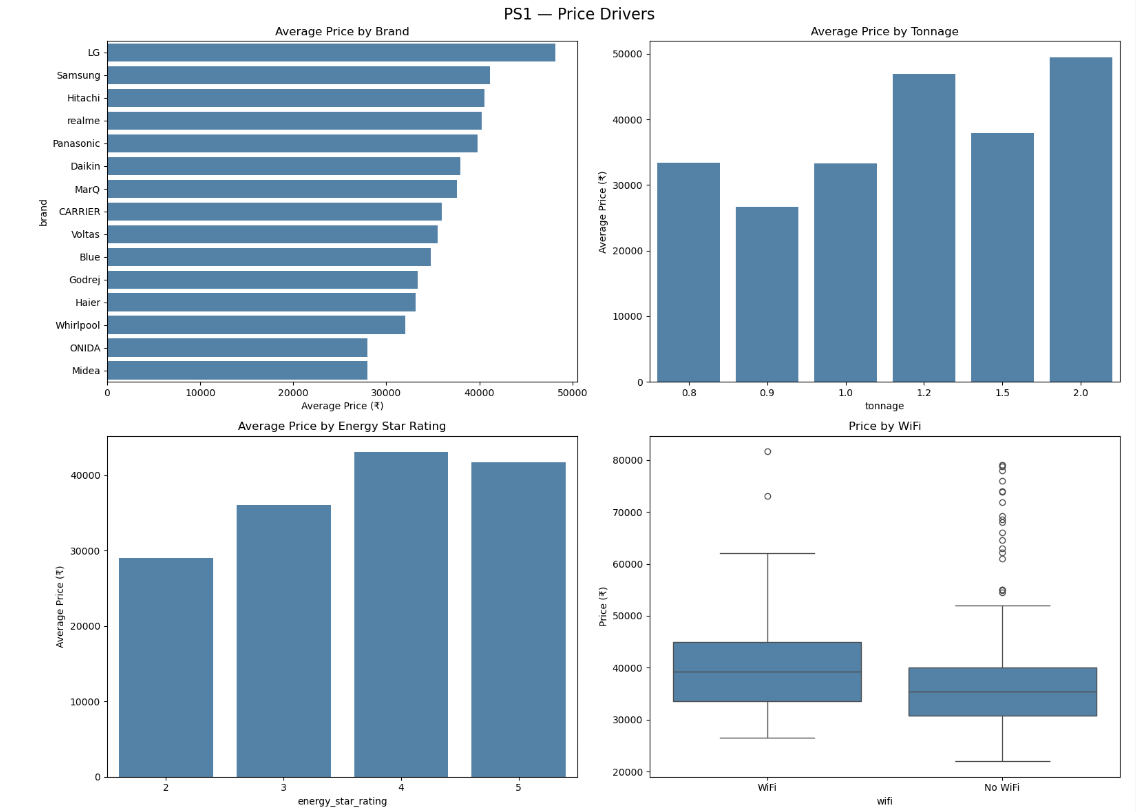 PS1 — Price Drivers
Average Price by Brand
brand
LG
Samsung
Hitachi
realme
Panasonic
Daikin
MarQ
CARRIER
Voltas
Blue
Godrej
Haier
Whirlpool
ONIDA
Midea
0 10000 20000 30000 40000 50000
Average Price (₹)
Average Price by Tonnage
Average Price (₹)
50000
40000
30000
20000
10000
0
0.8 0.9 1.0 1.2 1.5 2.0
tonnage
Average Price by Energy Star Rating
Average Price (₹)
40000
30000
20000
10000
0
2 3 4 5
energy_star_rating
Price by WiFi
Price (₹)
80000
70000
60000
50000
40000
30000
20000
WiFi No WiFi
wifi